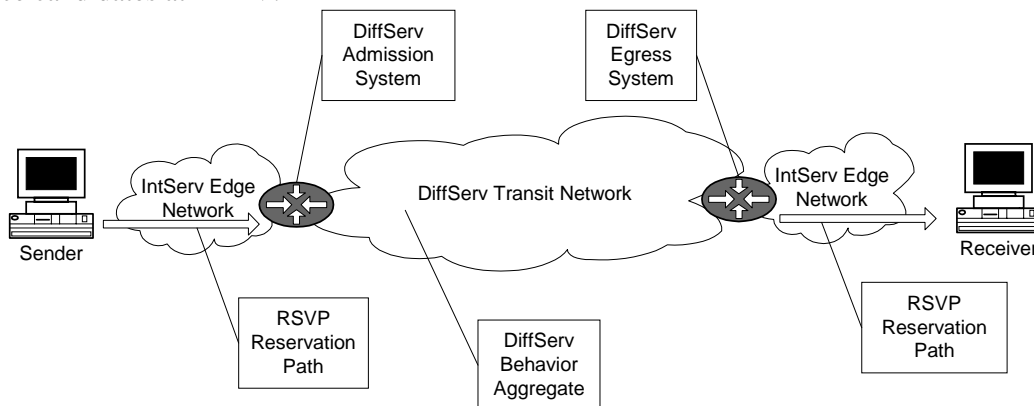 DiffServ
Admission
System
DiffServ
Egress
System
IntServ Edge
Network
DiffServ Transit Network
IntServ Edge
Network
Sender
Receiver
RSVP
Reservation
Path
DiffServ
Behavior
Aggregate
RSVP
Reservation
Path